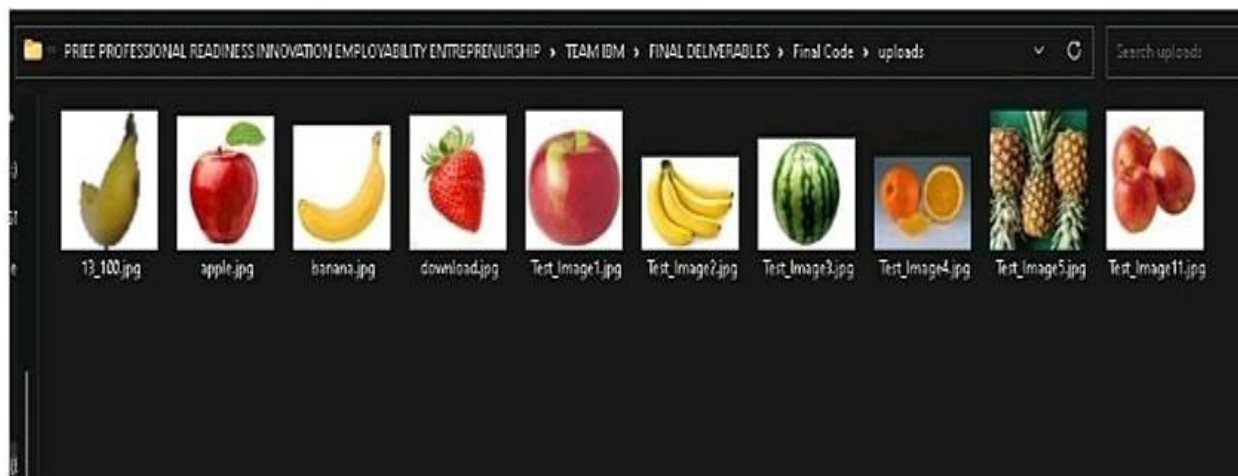 PRIEE PROFESSIONAL READINESS INNOVATION EMPLOYABILITY ENTREPRENURSHIP > TEAM IBM > FINAL DELIVERABLES > Final Code > uploads Search uploads
13_100.jpg apple.jpg banana.jpg download.jpg Test_Image1.jpg Test_Image2.jpg Test_Image3.jpg Test_Image4.jpg Test_Image5.jpg Test_Image11.jpg